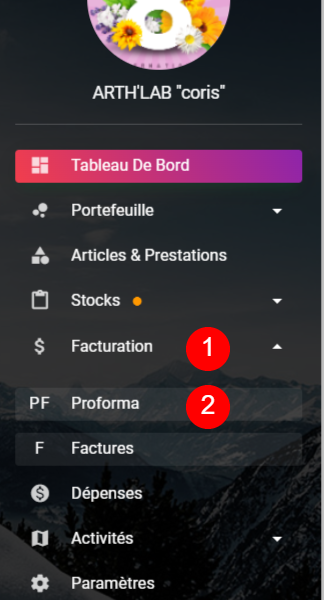 ARTH'LAB "coris"
Tableau De Bord
Portefeuille
Articles & Prestations
Stocks
$ Facturation 1
PF Proforma 2
F Factures
$ Dépenses
Activités
Paramètres